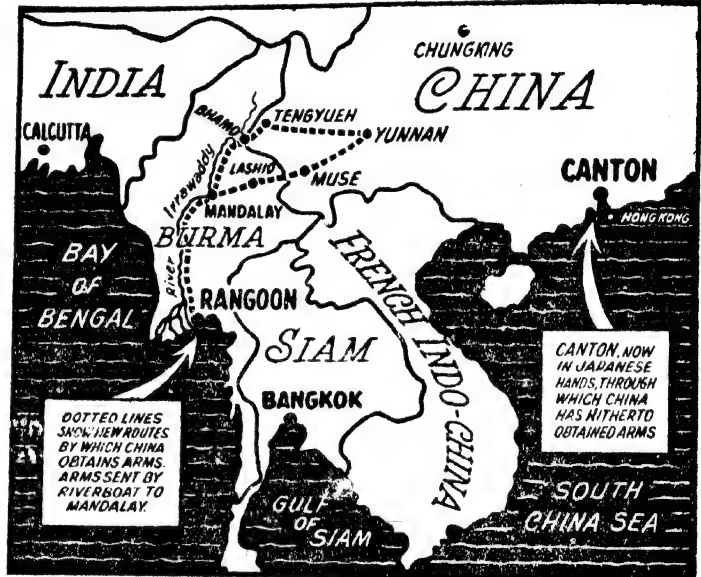 CHUNGKING
INDIA
CHINA
CALCUTTA
BHAMO
TENGYUEH
YUNNAN
Irrawaddy
LASHIO
MUSE
CANTON
MANDALAY
HONG KONG
BURMA
BAY
OF
BENGAL
River
RANGOON
FRENCH INDO-CHINA
SIAM
BANGKOK
CANTON, NOW
IN JAPANESE
HANDS, THROUGH
WHICH CHINA
HAS HITHERTO
OBTAINED ARMS
DOTTED LINES
SHOW NEW ROUTES
BY WHICH CHINA
OBTAINS ARMS.
ARMS SENT BY
RIVERBOAT TO
MANDALAY.
GULF
OF
SIAM
SOUTH
CHINA SEA